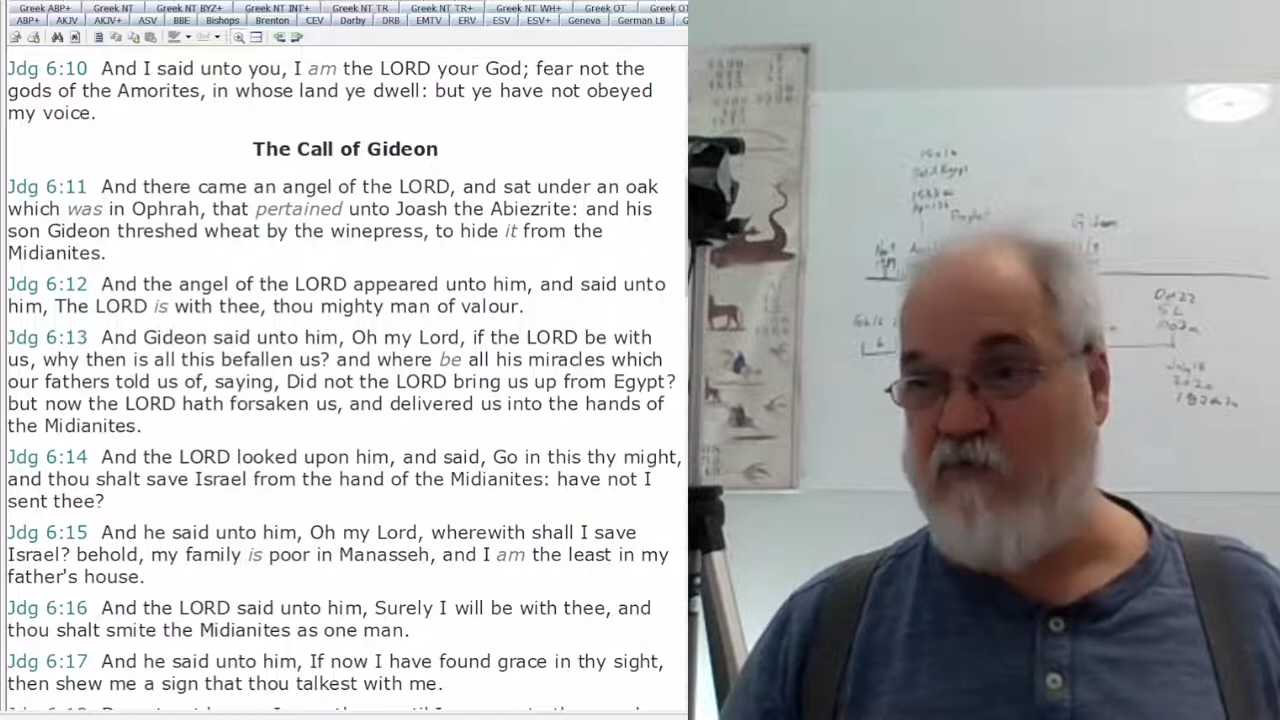 Greek ABP+ Greek NT Greek NT BYZ+ Greek NT INT+ Greek NT TR Greek NT TR+ Greek NT WH+ Greek OT Greek OT
ABP+ AKJV AKJV+ ASV BBE Bishops Brenton CEV Darby DRB EMTV ERV ESV ESV+ Geneva German LB G
Jdg 6:10 And I said unto you, I am the LORD your God; fear not the
gods of the Amorites, in whose land ye dwell: but ye have not obeyed
my voice.
The Call of Gideon
Jdg 6:11 And there came an angel of the LORD, and sat under an oak
which was in Ophrah, that pertained unto Joash the Abiezrite: and his
son Gideon threshed wheat by the winepress, to hide it from the
Midianites.
Jdg 6:12 And the angel of the LORD appeared unto him, and said unto
him, The LORD is with thee, thou mighty man of valour.
Jdg 6:13 And Gideon said unto him, Oh my Lord, if the LORD be with
us, why then is all this befallen us? and where be all his miracles which
our fathers told us of, saying, Did not the LORD bring us up from Egypt?
but now the LORD hath forsaken us, and delivered us into the hands of
the Midianites.
Jdg 6:14 And the LORD looked upon him, and said, Go in this thy might,
and thou shalt save Israel from the hand of the Midianites: have not I
sent thee?
Jdg 6:15 And he said unto him, Oh my Lord, wherewith shall I save
Israel? behold, my family is poor in Manasseh, and I am the least in my
father's house.
Jdg 6:16 And the LORD said unto him, Surely I will be with thee, and
thou shalt smite the Midianites as one man.
Jdg 6:17 And he said unto him, If now I have found grace in thy sight,
then shew me a sign that thou talkest with me.
Egypt
Gideon
Oct 22